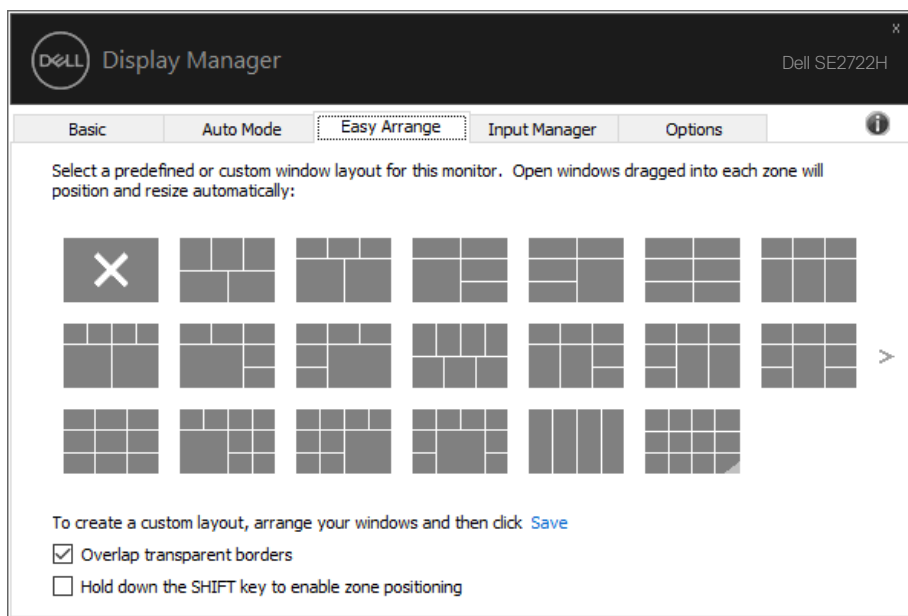 DELL Display Manager
x
Dell SE2722H
Basic Auto Mode Easy Arrange Input Manager Options
Select a predefined or custom window layout for this monitor. Open windows dragged into each zone will
position and resize automatically:
>
To create a custom layout, arrange your windows and then click Save
Overlap transparent borders
Hold down the SHIFT key to enable zone positioning